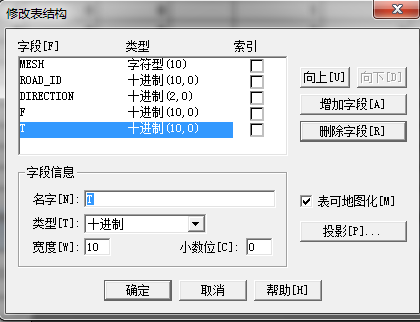 修改表结构
字段[F] 类型 索引
MESH 字符型(10)
ROAD_ID 十进制(10,0)
DIRECTION 十进制(2,0)
F 十进制(10,0)
T 十进制(10,0)
向上[U] 向下[D]
增加字段[A]
删除字段[R]
字段信息
名字[N]: T
类型[T]: 十进制
宽度[W]: 10 小数位[C]: 0
表可地图化[M]
投影[P]...
确定 取消 帮助[H]